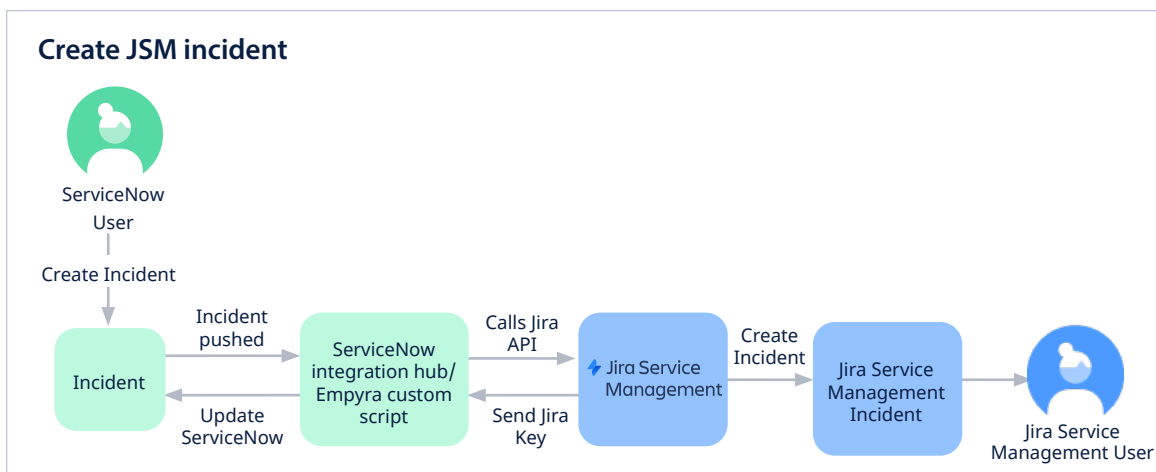 Create JSM incident
ServiceNow
User
Create Incident
Incident
Incident
pushed
Update
ServiceNow
ServiceNow
integration hub/
Empyra custom
script
Calls Jira
API
Send Jira
Key
Jira Service
Management
Create
Incident
Jira Service
Management
Incident
Jira Service
Management User